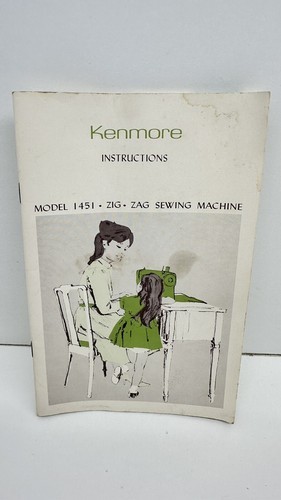 Kenmore
INSTRUCTIONS
MODEL 1451 • ZIG • ZAG SEWING MACHINE